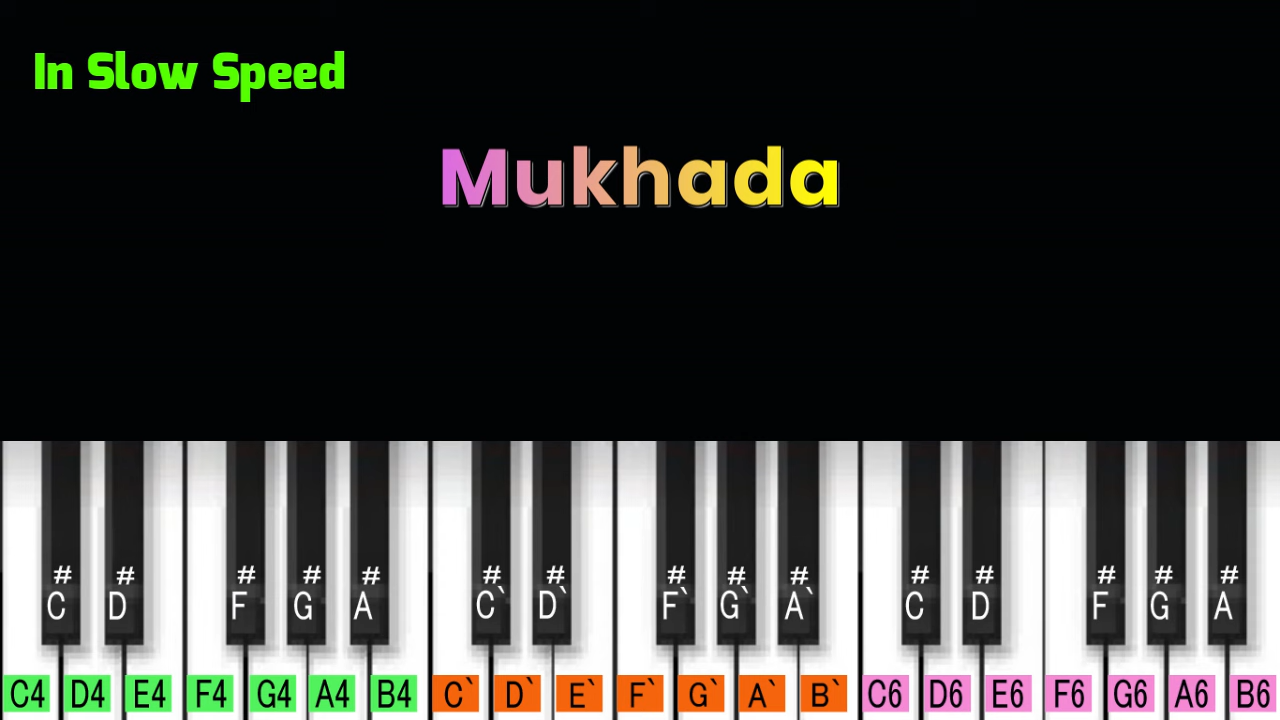 In Slow Speed
Mukhada
# # # # # # # # # # # # # # #
C D F G A C` D` F` G` A` C D F G A
C4 D4 E4 F4 G4 A4 B4 C` D` E` F` G` A` B` C6 D6 E6 F6 G6 A6 B6